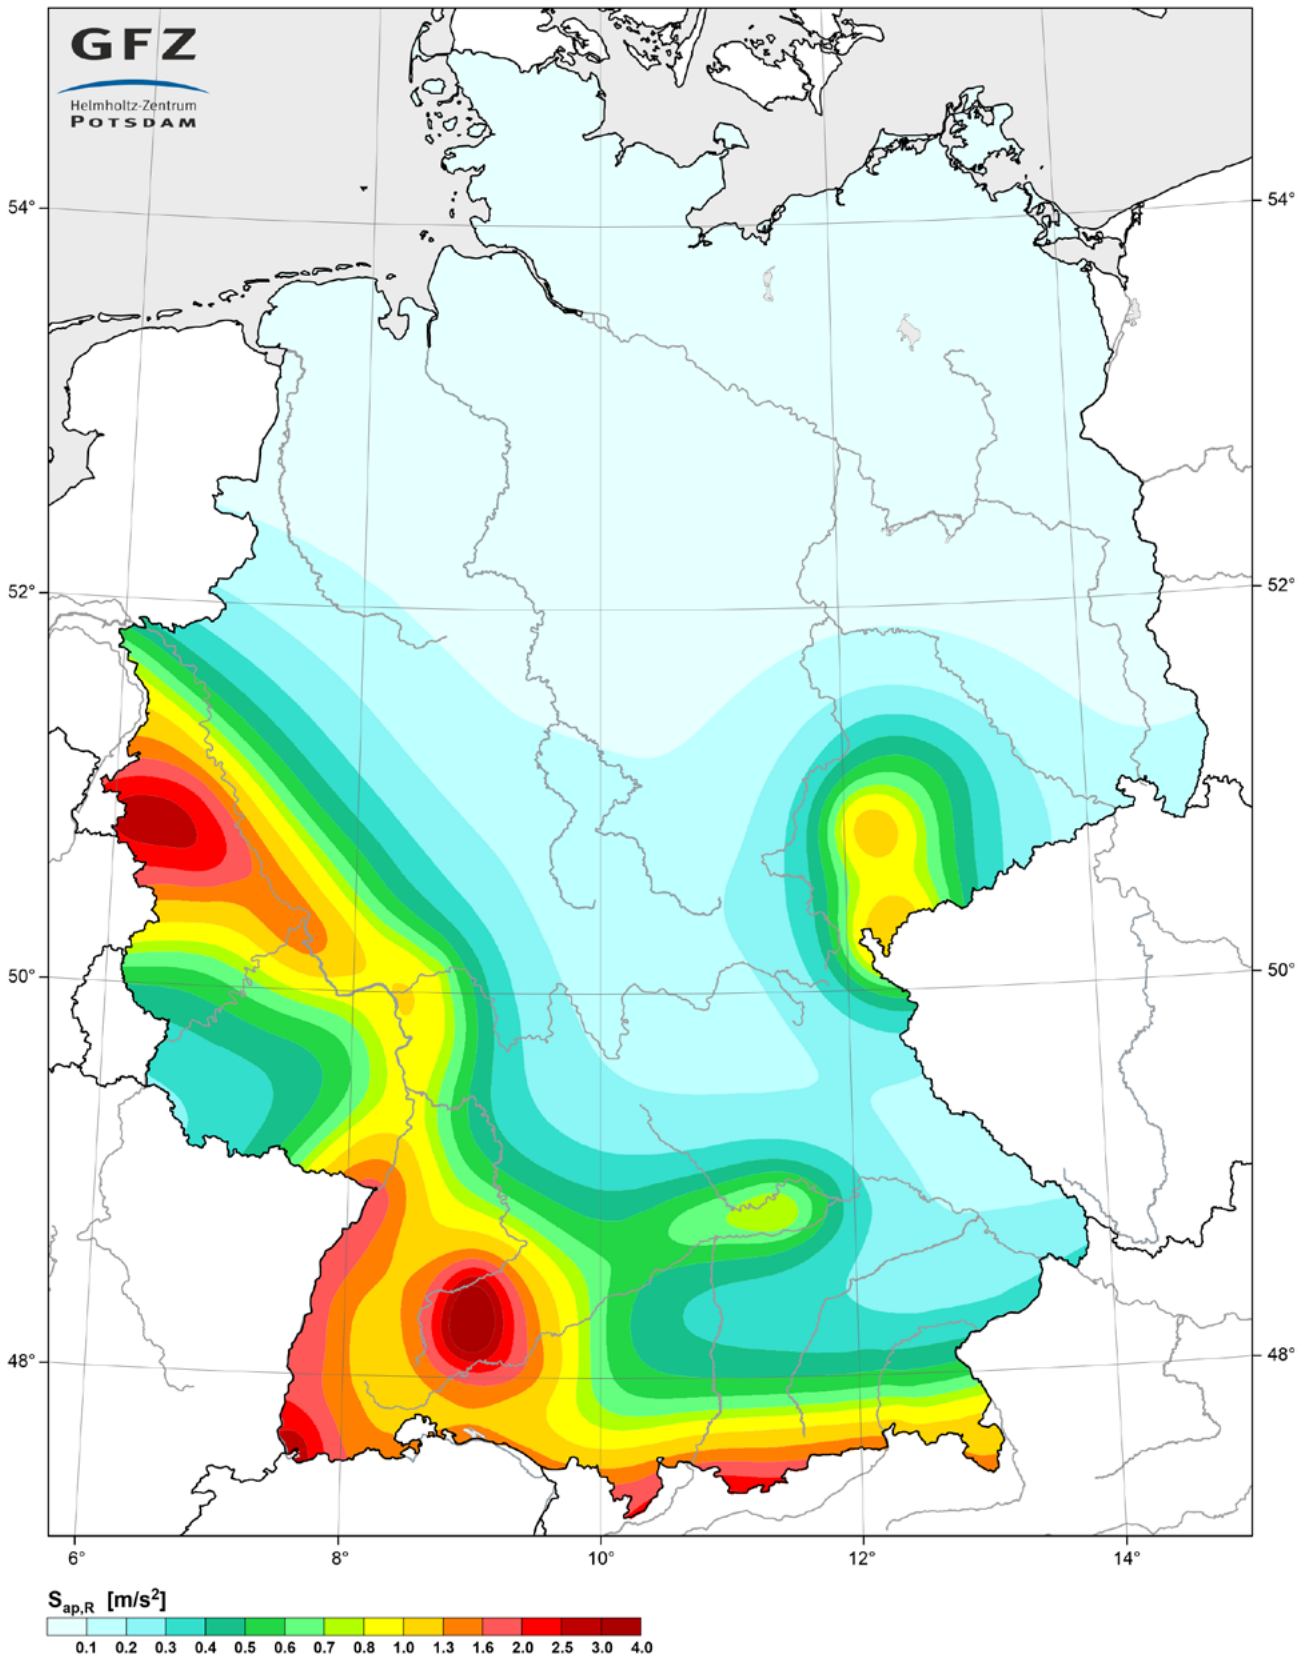 GFZ
Helmholtz-Zentrum
POTSDAM
54° 54°
52° 52°
50° 50°
48° 48°
6° 8° 10° 12° 14°
Sap,R [m/s²]
0.1 0.2 0.3 0.4 0.5 0.6 0.7 0.8 1.0 1.3 1.6 2.0 2.5 3.0 4.0